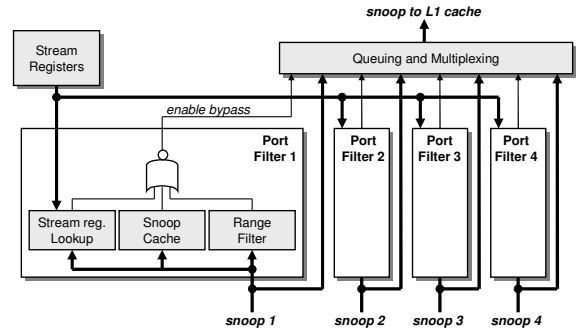 snoop to L1 cache
Stream
Registers
Queuing and Multiplexing
enable bypass
Port
Filter 1
Port
Filter 2
Port
Filter 3
Port
Filter 4
Stream reg.
Lookup
Snoop
Cache
Range
Filter
snoop 1
snoop 2
snoop 3
snoop 4